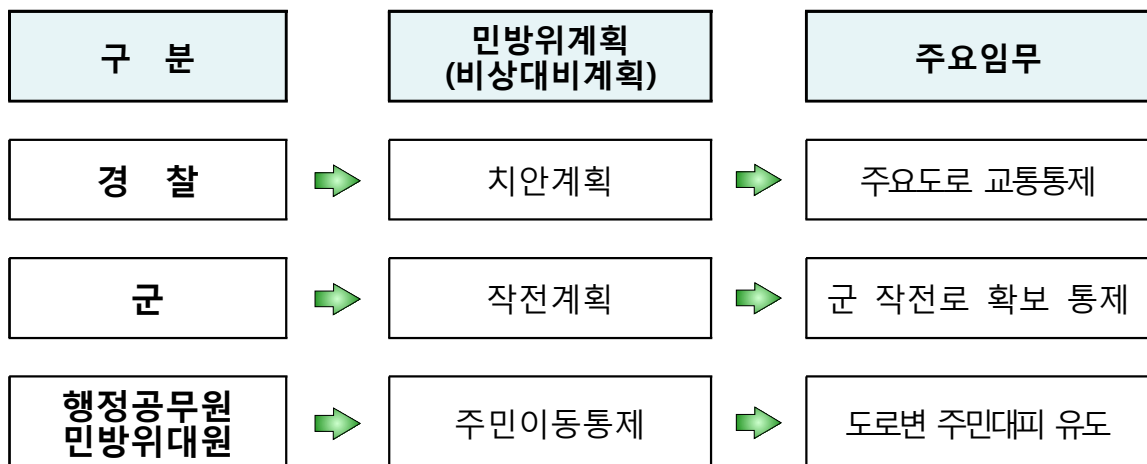 구 분
민방위계획
(비상대비계획)
주요임무
경 찰
치안계획
주요도로 교통통제
군
작전계획
군 작전로 확보 통제
행정공무원
민방위대원
주민이동통제
도로변 주민대피 유도